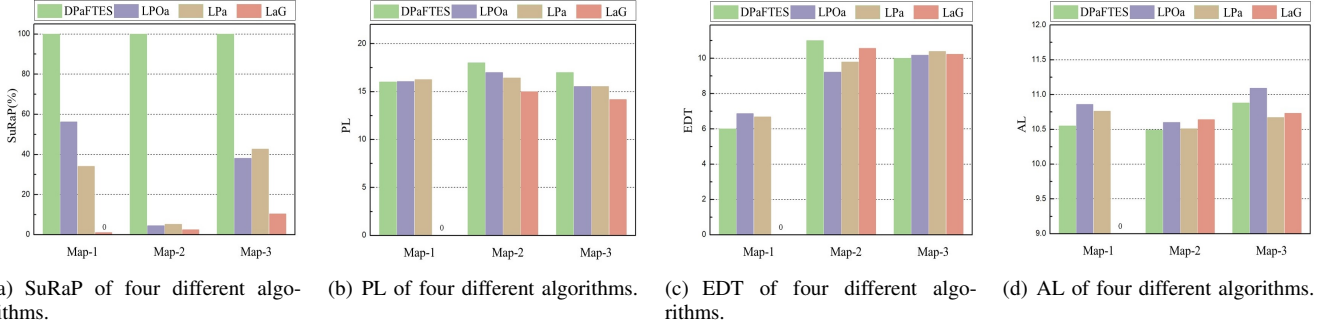 DPaFTES LPOa LPa LaG
100
80
60
40
20
0
SuRaP(%)
0
Map-1 Map-2 Map-3
DPaFTES LPOa LPa LaG
20
15
10
5
0
PL
0
Map-1 Map-2 Map-3
DPaFTES LPOa LPa LaG
10
8
6
4
2
0
EDT
0
Map-1 Map-2 Map-3
DPaFTES LPOa LPa LaG
12.0
11.5
11.0
10.5
10.0
9.5
9.0
AL
0
Map-1 Map-2 Map-3
a) SuRaP of four different algo-
ithms.
(b) PL of four different algorithms.
(c) EDT of four different algo-
rithms.
(d) AL of four different algorithms.